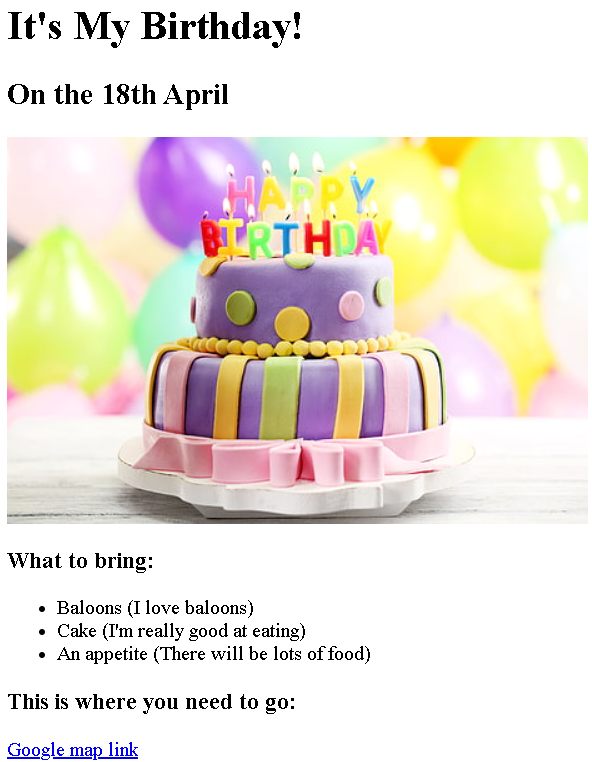 It's My Birthday!
On the 18th April
HAPPY
BIRTHDAY
What to bring:
Baloons (I love baloons)
Cake (I'm really good at eating)
An appetite (There will be lots of food)
This is where you need to go:
Google map link